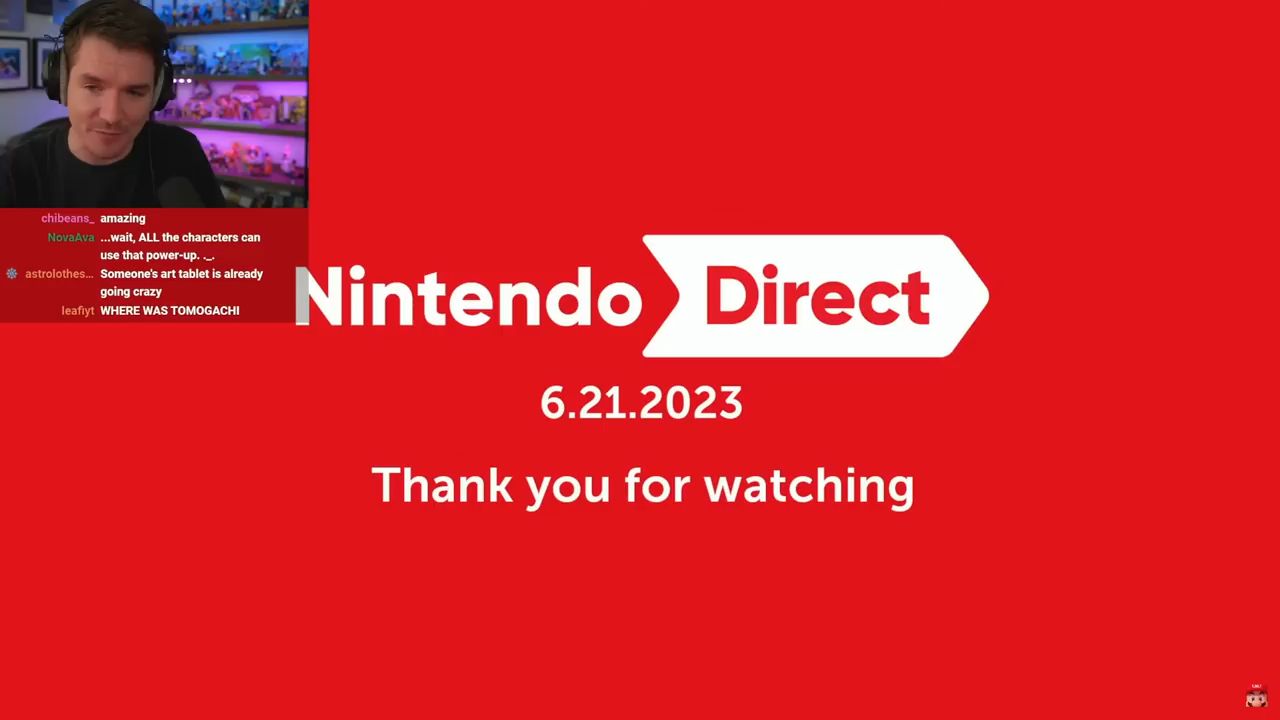 chibeans_ amazing
NovaAva ...wait, ALL the characters can
use that power-up. ._.
astrolothes... Someone's art tablet is already
going crazy
leafiyt WHERE WAS TOMOGACHI
Nintendo Direct
6.21.2023
Thank you for watching